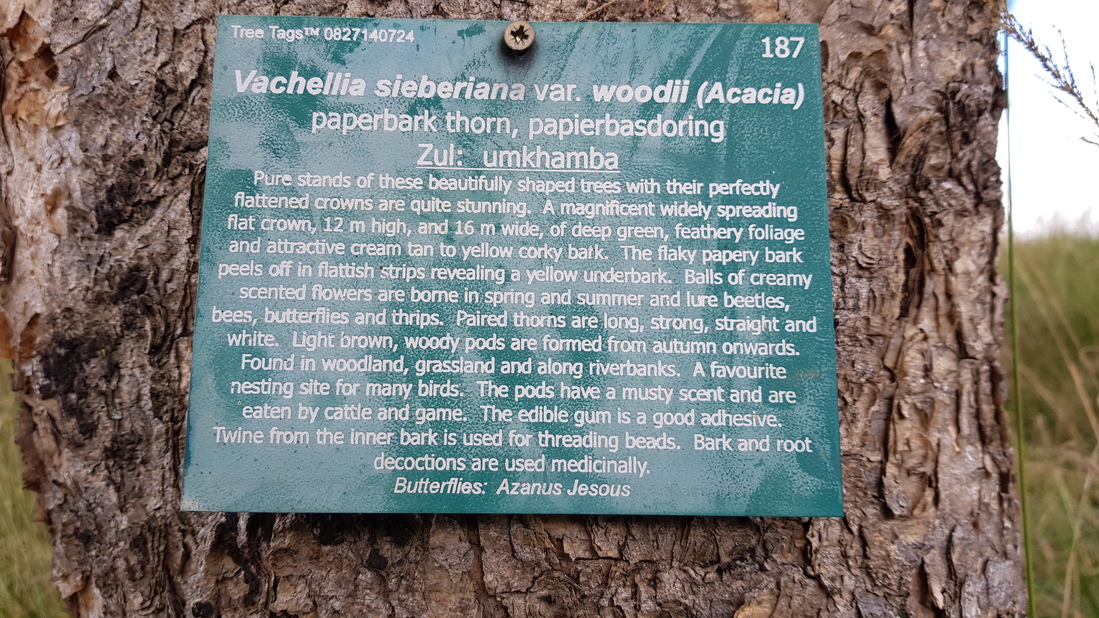 Tree Tags™ 0827140724
187
Vachellia sieberiana var. woodii (Acacia)
paperbark thorn, papierbasdoring
Zul: umkhamba
Pure stands of these beautifully shaped trees with their perfectly
flattened crowns are quite stunning. A magnificent widely spreading
flat crown, 12 m high, and 16 m wide, of deep green, feathery foliage
and attractive cream tan to yellow corky bark. The flaky papery bark
peels off in flattish strips revealing a yellow underbark. Balls of creamy
scented flowers are borne in spring and summer and lure beetles,
bees, butterflies and thrips. Paired thorns are long, strong, straight and
white. Light brown, woody pods are formed from autumn onwards.
Found in woodland, grassland and along riverbanks. A favourite
nesting site for many birds. The pods have a musty scent and are
eaten by cattle and game. The edible gum is a good adhesive.
Twine from the inner bark is used for threading beads. Bark and root
decoctions are used medicinally.
Butterflies: Azanus Jesous